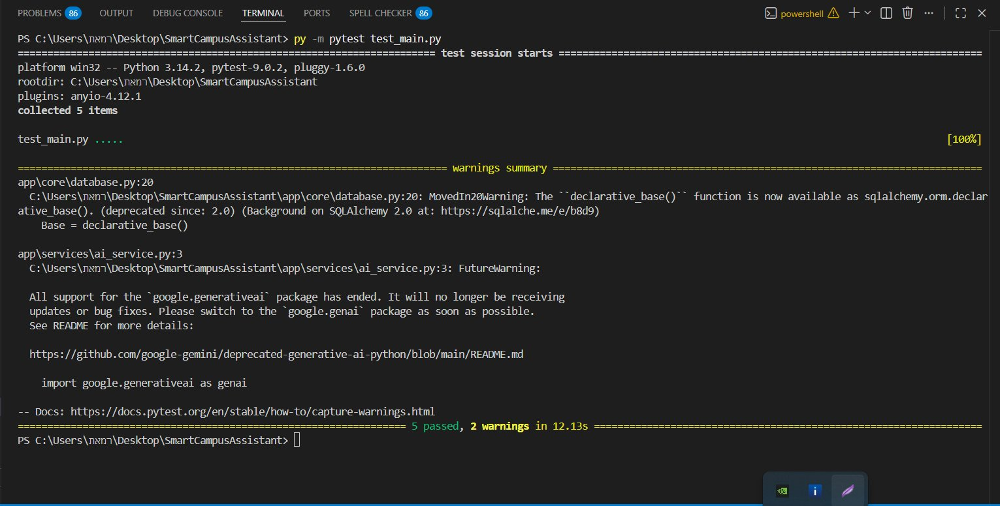 PROBLEMS 86 OUTPUT DEBUG CONSOLE TERMINAL PORTS SPELL CHECKER 86 powershell
PS C:\Users\רמאת\Desktop\SmartCampusAssistant> py -m pytest test_main.py
========================================================================= test session starts =========================================================================
platform win32 -- Python 3.14.2, pytest-9.0.2, pluggy-1.6.0
rootdir: C:\Users\רמאת\Desktop\SmartCampusAssistant
plugins: anyio-4.12.1
collected 5 items
test_main.py ..... [100%]
========================================================================== warnings summary ==========================================================================
app\core\database.py:20
C:\Users\רמאת\Desktop\SmartCampusAssistant\app\core\database.py:20: MovedIn20Warning: The ``declarative_base()`` function is now available as sqlalchemy.orm.declar
ative_base(). (deprecated since: 2.0) (Background on SQLAlchemy 2.0 at: https://sqlalche.me/e/b8d9)
Base = declarative_base()
app\services\ai_service.py:3
C:\Users\רמאת\Desktop\SmartCampusAssistant\app\services\ai_service.py:3: FutureWarning:
All support for the `google.generativeai` package has ended. It will no longer be receiving
updates or bug fixes. Please switch to the `google.genai` package as soon as possible.
See README for more details:
https://github.com/google-gemini/deprecated-generative-ai-python/blob/main/README.md
import google.generativeai as genai
-- Docs: https://docs.pytest.org/en/stable/how-to/capture-warnings.html
=================================================================== 5 passed, 2 warnings in 12.13s ===================================================================
PS C:\Users\רמאת\Desktop\SmartCampusAssistant>